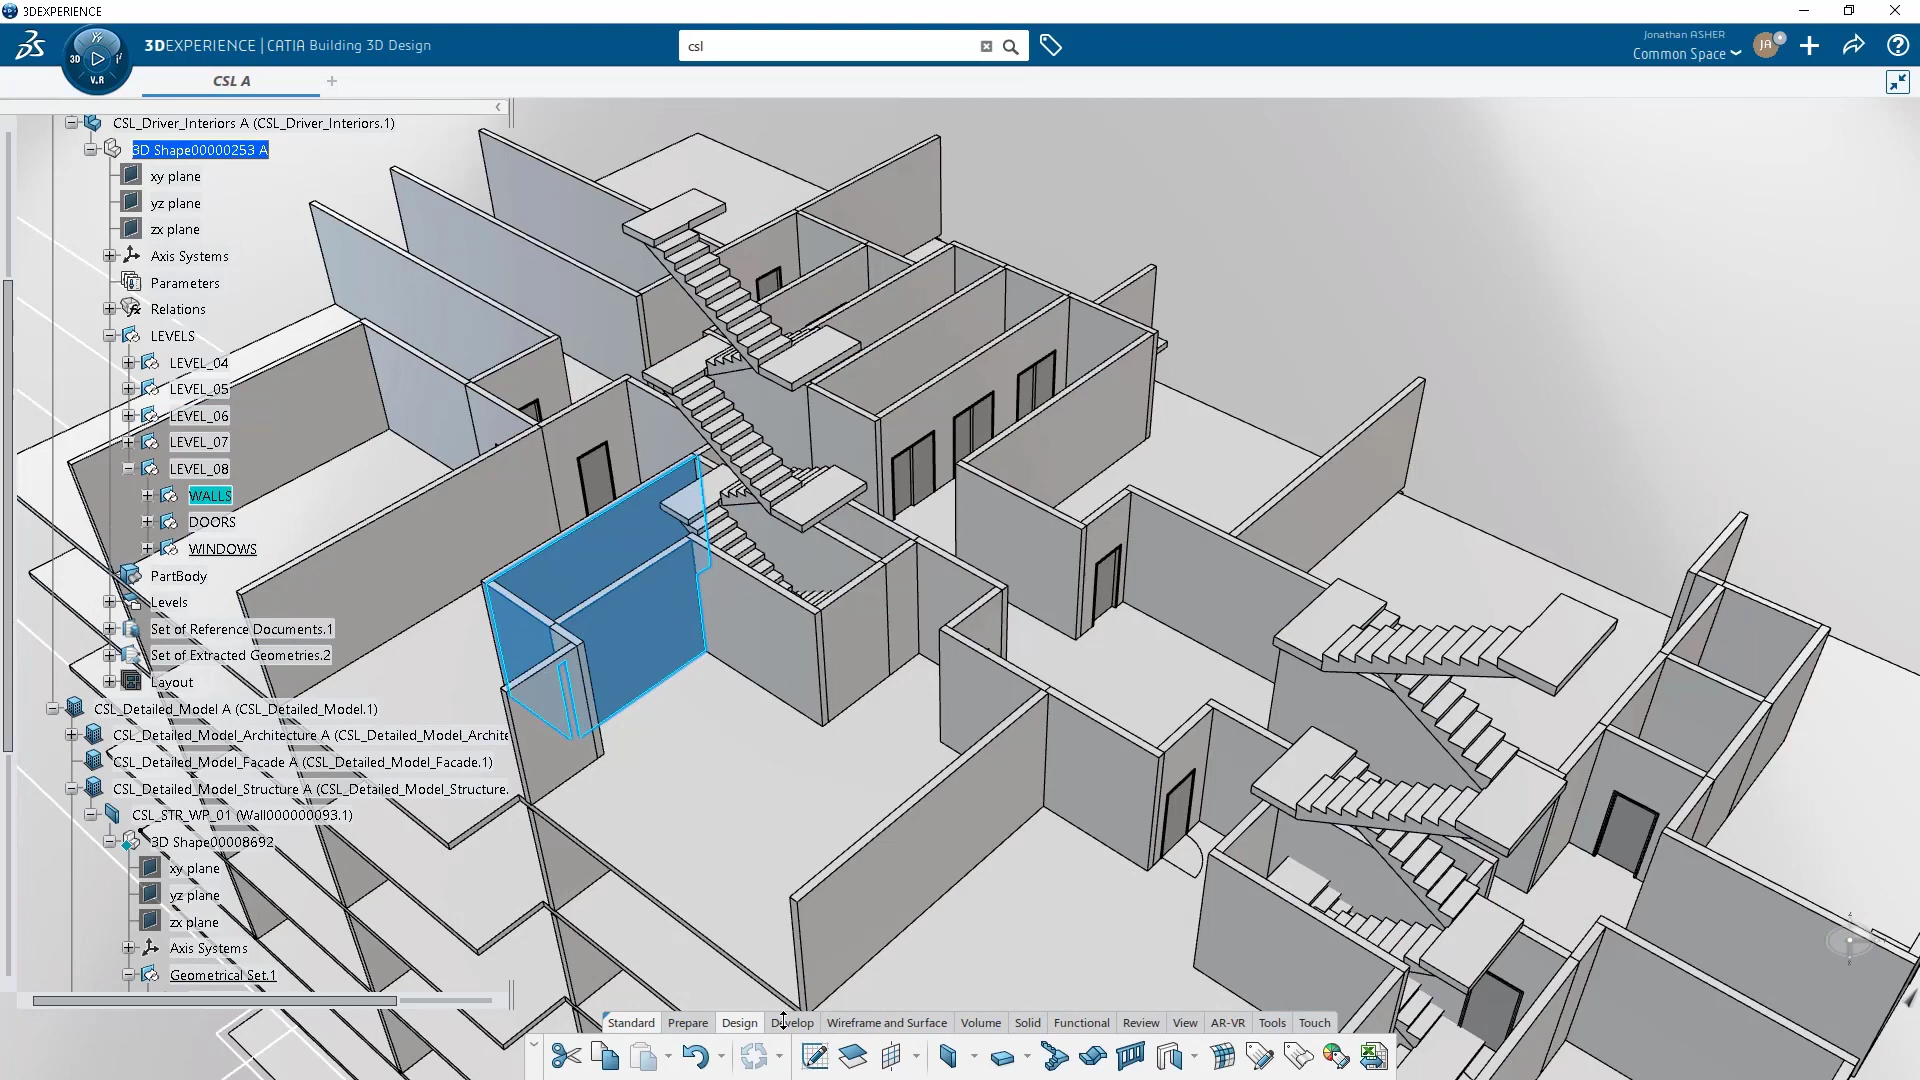 3DEXPERIENCE
3DEXPERIENCE | CATIA Building 3D Design
csl
Jonathan ASHER
Common Space
JA
3D
V.R
CSL A
CSL_Driver_Interiors A (CSL_Driver_Interiors.1)
3D Shape00000253 A
xy plane
yz plane
zx plane
Axis Systems
Parameters
Relations
LEVELS
LEVEL_04
LEVEL_05
LEVEL_06
LEVEL_07
LEVEL_08
WALLS
DOORS
WINDOWS
PartBody
Levels
Set of Reference Documents.1
Set of Extracted Geometries.2
Layout
CSL_Detailed_Model A (CSL_Detailed_Model.1)
CSL_Detailed_Model_Architecture A (CSL_Detailed_Model_Archite
CSL_Detailed_Model_Facade A (CSL_Detailed_Model_Facade.1)
CSL_Detailed_Model_Structure A (CSL_Detailed_Model_Structure.
CSL_STR_WP_01 (Wall000000093.1)
3D Shape00008692
xy plane
yz plane
zx plane
Axis Systems
Geometrical Set.1
Standard Prepare Design Develop Wireframe and Surface Volume Solid Functional Review View AR-VR Tools Touch